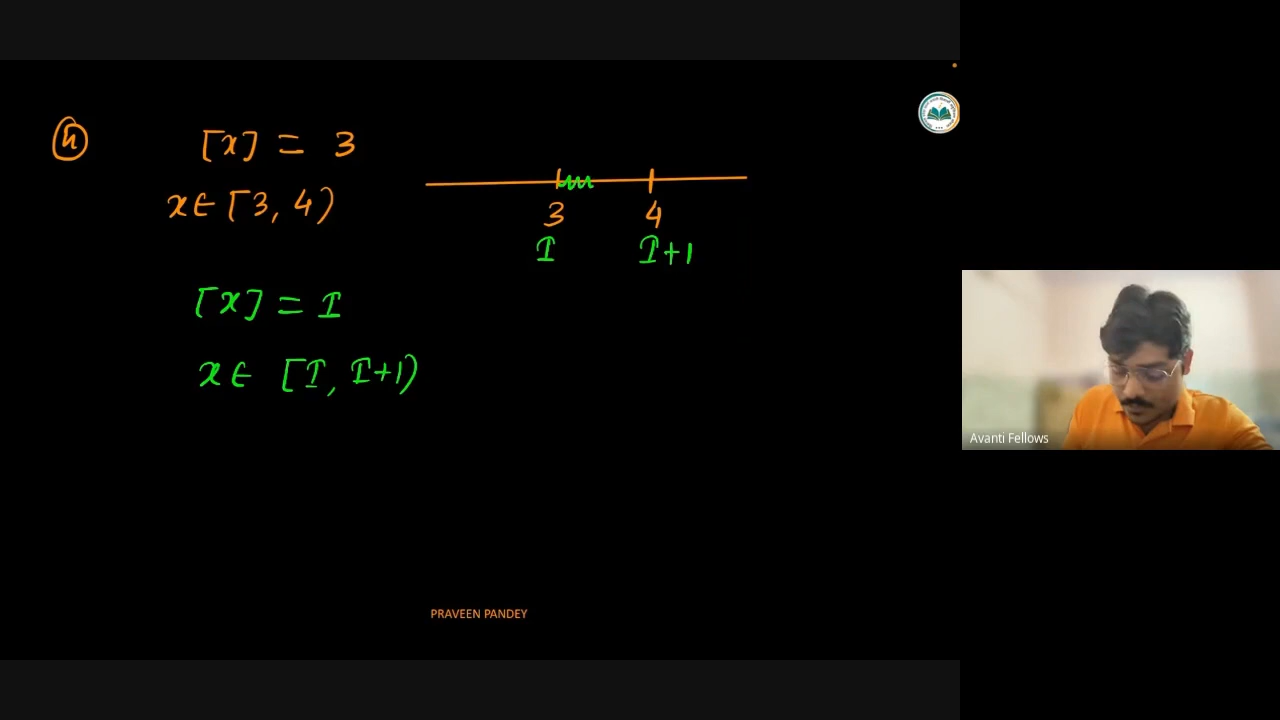 (4) [x] = 3
x ∈ [3, 4)
3 4
I I+1
[x] = I
x ∈ [I, I+1)
Avanti Fellows
PRAVEEN PANDEY